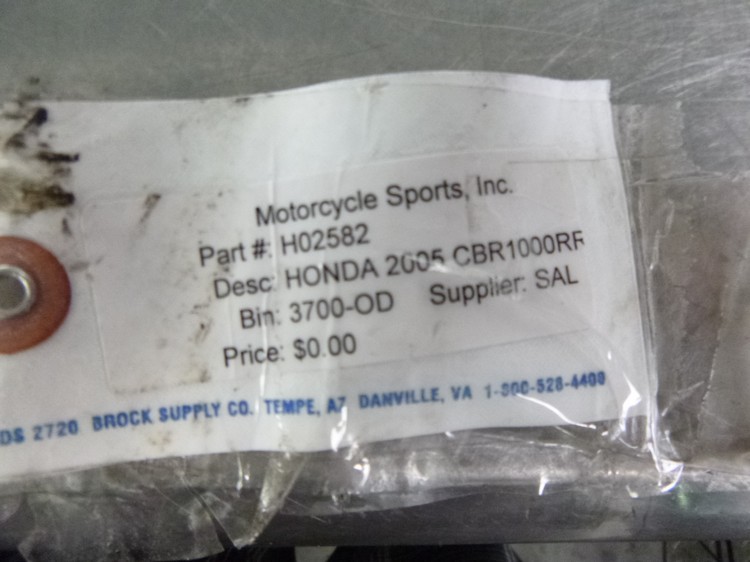 Motorcycle Sports, Inc.
Part #: H02582
Desc: HONDA 2005 CBR1000RR
Bin: 3700-OD Supplier: SAL
Price: $0.00
DS 2720 BROCK SUPPLY CO. TEMPE, AZ DANVILLE, VA 1-800-528-4400